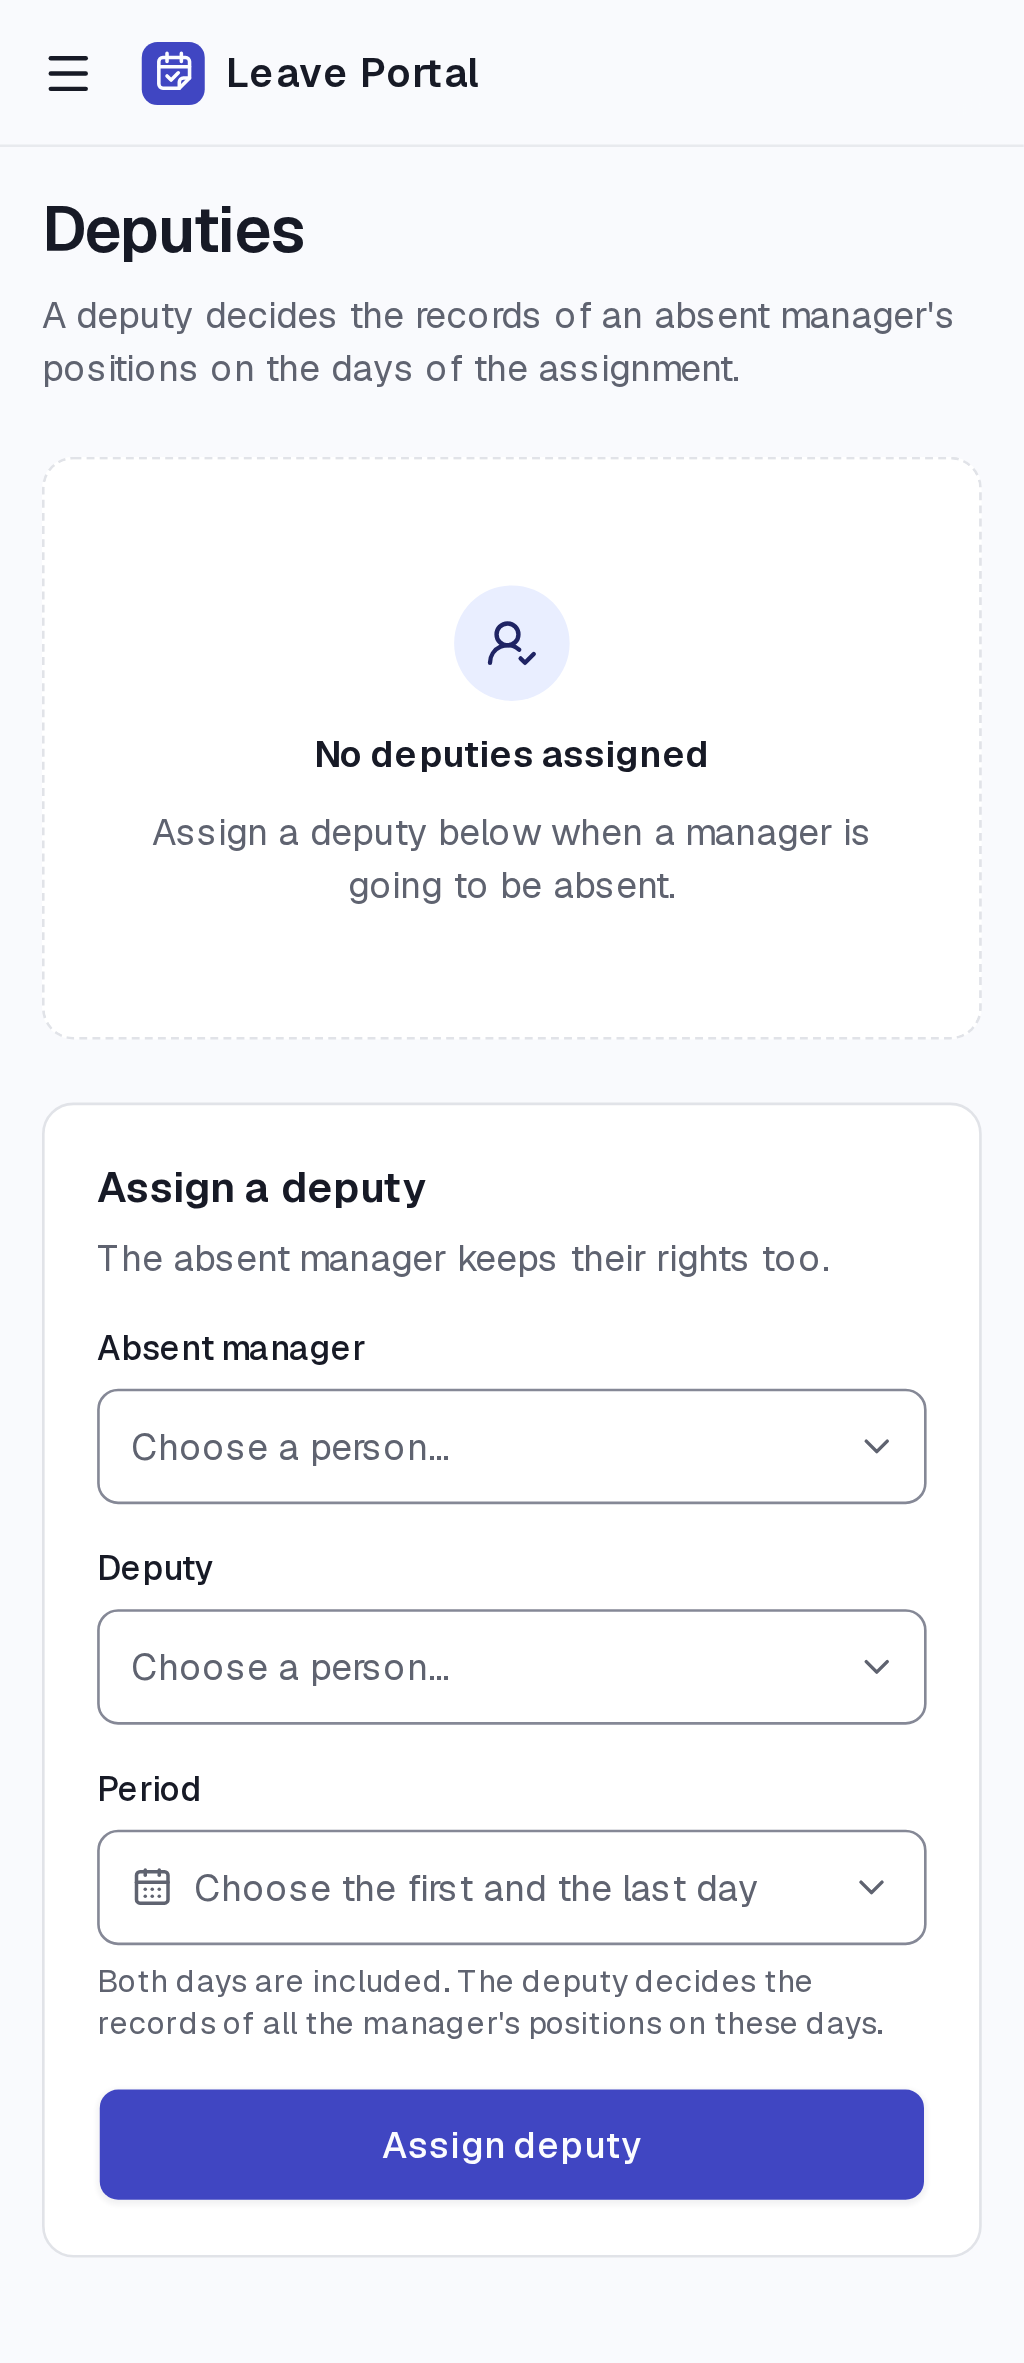 Leave Portal
Deputies
A deputy decides the records of an absent manager's
positions on the days of the assignment.
No deputies assigned
Assign a deputy below when a manager is
going to be absent.
Assign a deputy
The absent manager keeps their rights too.
Absent manager
Choose a person...
Deputy
Choose a person...
Period
Choose the first and the last day
Both days are included. The deputy decides the
records of all the manager's positions on these days.
Assign deputy